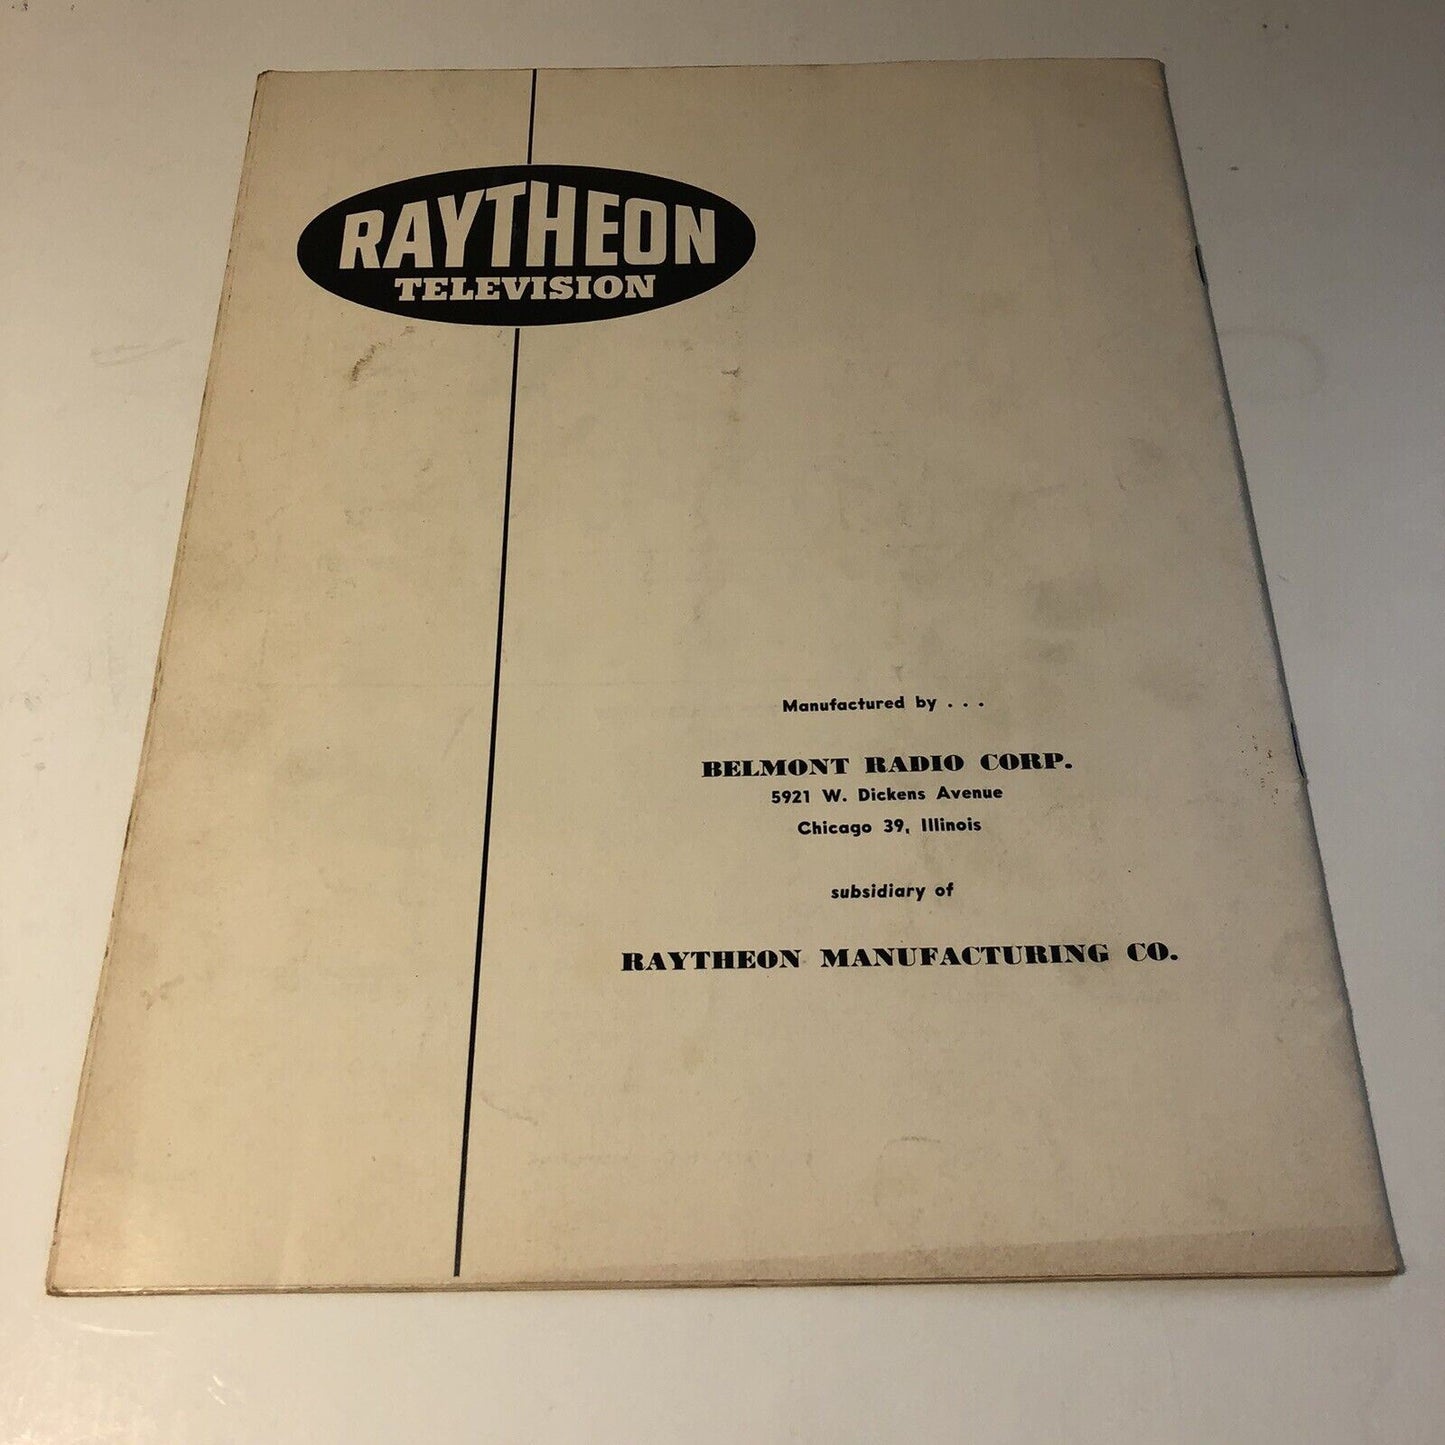 RAYTHEON
TELEVISION
Manufactured by . . .
BELMONT RADIO CORP.
5921 W. Dickens Avenue
Chicago 39, Illinois
subsidiary of
RAYTHEON MANUFACTURING CO.